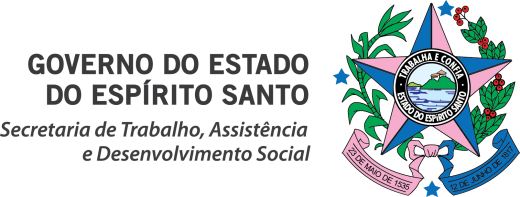 GOVERNO DO ESTADO
DO ESPÍRITO SANTO
Secretaria de Trabalho, Assistência
e Desenvolvimento Social
TRABALHA E CONFIA
ESTADO DO ESPÍRITO SANTO
23 DE MAIO DE 1535
12 DE JUNHO DE 1817